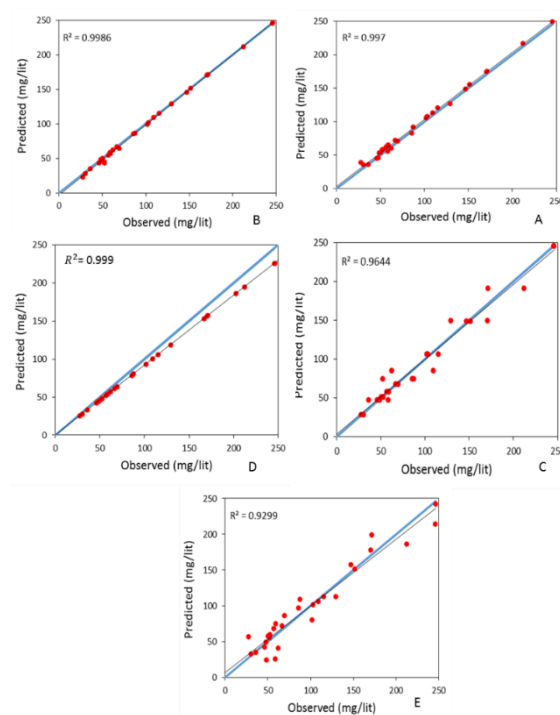 250
R² = 0.9986
200
150
100
50
0
Predicted (mg/lit)
0 50 100 150 200 250
Observed (mg/lit)
B
250
R² = 0.997
200
150
100
50
0
Predicted (mg/lit)
0 50 100 150 200 250
Observed (mg/lit)
A
250
R²= 0.999
200
150
100
50
0
Predicted (mg/lit)
0 50 100 150 200 250
Observed (mg/lit)
D
250
R² = 0.9644
200
150
100
50
0
Predicted (mg/lit)
0 50 100 150 200 250
Observed (mg/lit)
C
250
R² = 0.9299
200
150
100
50
0
Predicted (mg/lit)
0 50 100 150 200 250
Observed (mg/lit)
E